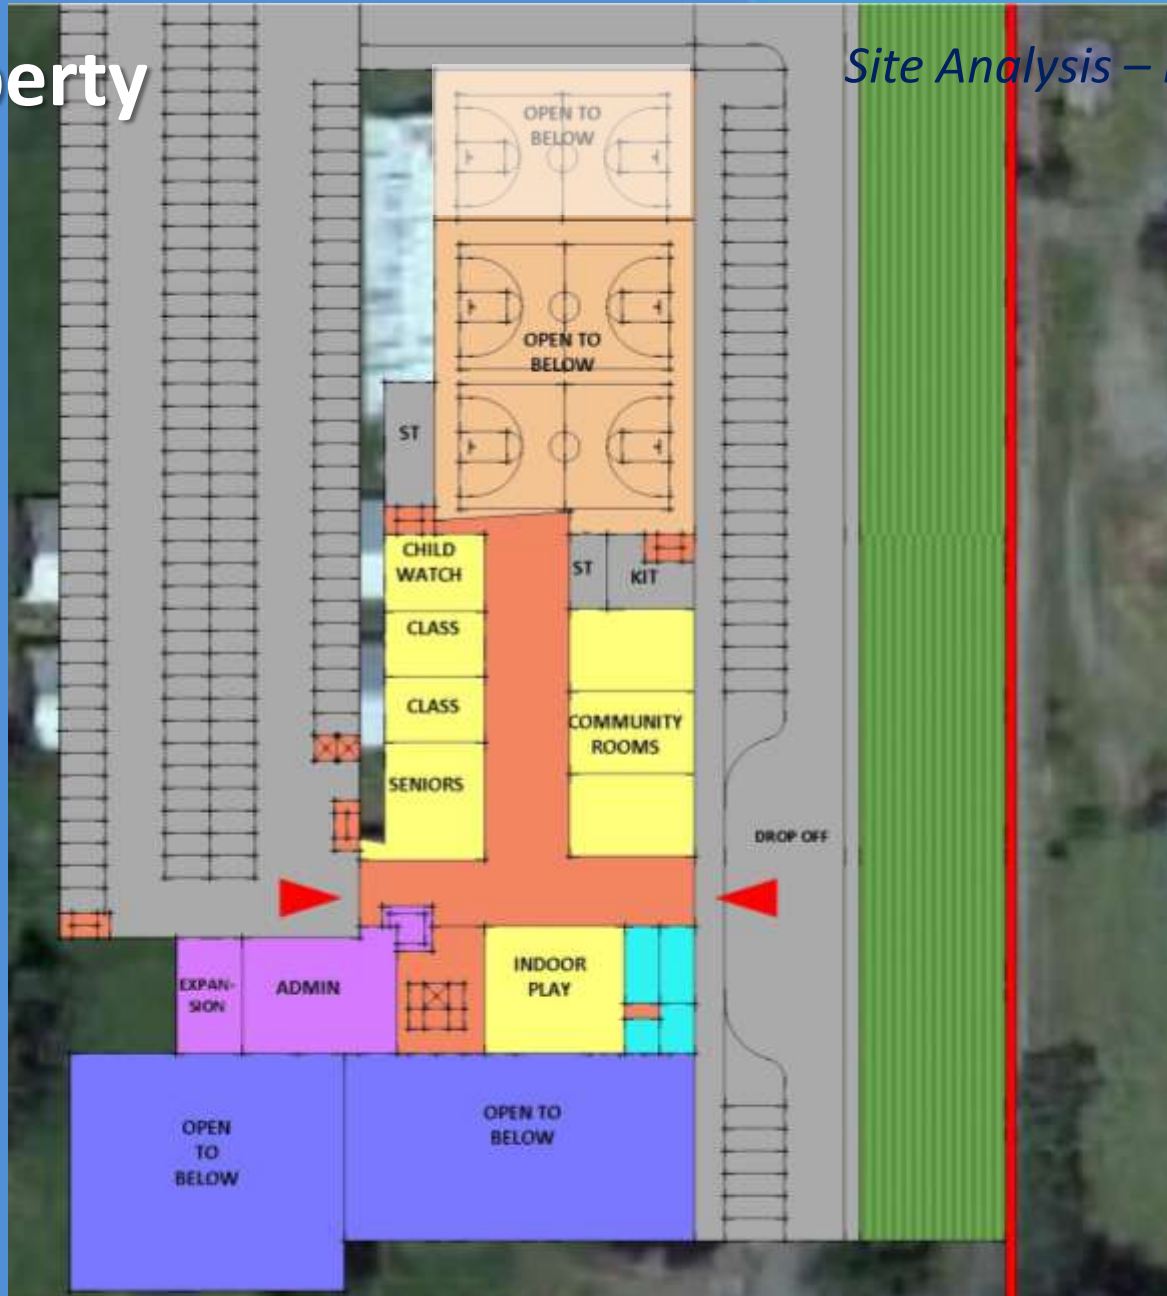 perty
Site Analysis –
OPEN TO
BELOW
OPEN TO
BELOW
ST
CHILD
WATCH
ST
KIT
CLASS
CLASS
COMMUNITY
ROOMS
SENIORS
DROP OFF
INDOOR
PLAY
EXPAN-
SION
ADMIN
OPEN TO
BELOW
OPEN
TO
BELOW